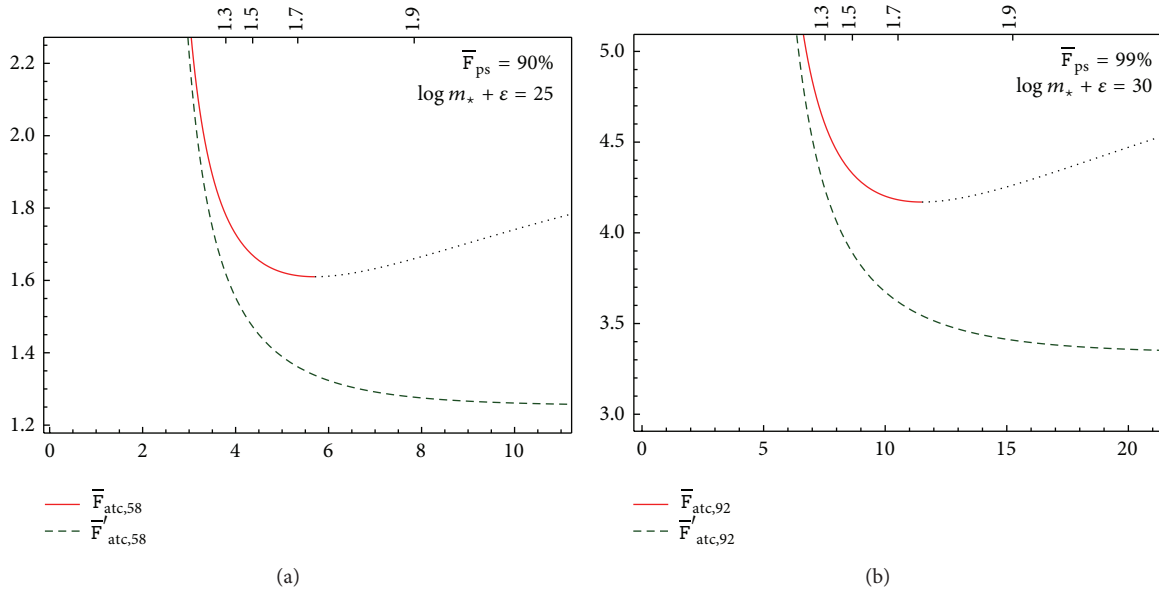 1.3 1.5 1.7 1.9
F̅ps = 90%
log m⋆ + ε = 25
2.2
2.0
1.8
1.6
1.4
1.2
0 2 4 6 8 10
F̅atc,58
F̅′atc,58
(a)
1.3 1.5 1.7 1.9
F̅ps = 99%
log m⋆ + ε = 30
5.0
4.5
4.0
3.5
3.0
0 5 10 15 20
F̅atc,92
F̅′atc,92
(b)